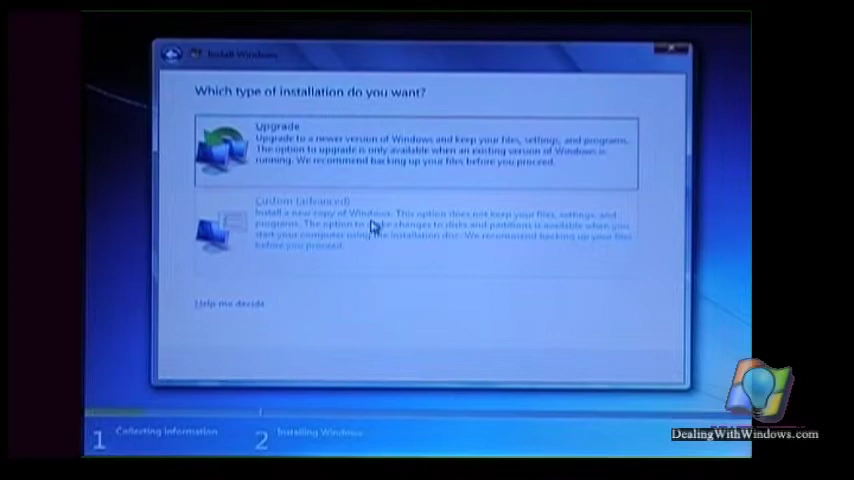 Install Windows
Which type of installation do you want?
Upgrade
Upgrade to a newer version of Windows and keep your files, settings, and programs.
The option to upgrade is only available when an existing version of Windows is
running. We recommend backing up your files before you proceed.
Custom (advanced)
Install a new copy of Windows. This option does not keep your files, settings, and
programs. The option to make changes to disks and partitions is available when you
start your computer using the installation disc. We recommend backing up your files
before you proceed.
Help me decide
1 Collecting information
2 Installing Windows
DealingWithWindows.com